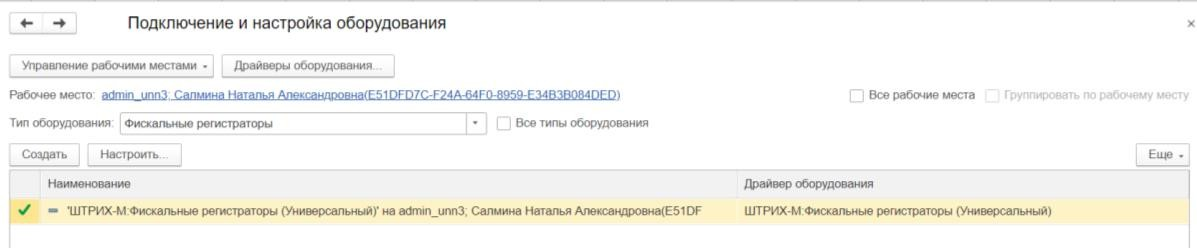 Подключение и настройка оборудования
Управление рабочими местами Драйверы оборудования...
Рабочее место: admin_unn3; Салмина Наталья Александровна(E51DFD7C-F24A-64F0-8959-E34B3B084DED) Все рабочие места Группировать по рабочему месту
Тип оборудования: Фискальные регистраторы Все типы оборудования
Создать Настроить... Еще
Наименование Драйвер оборудования
'ШТРИХ-М:Фискальные регистраторы (Универсальный)' на admin_unn3; Салмина Наталья Александровна(E51DF ШТРИХ-М:Фискальные регистраторы (Универсальный)